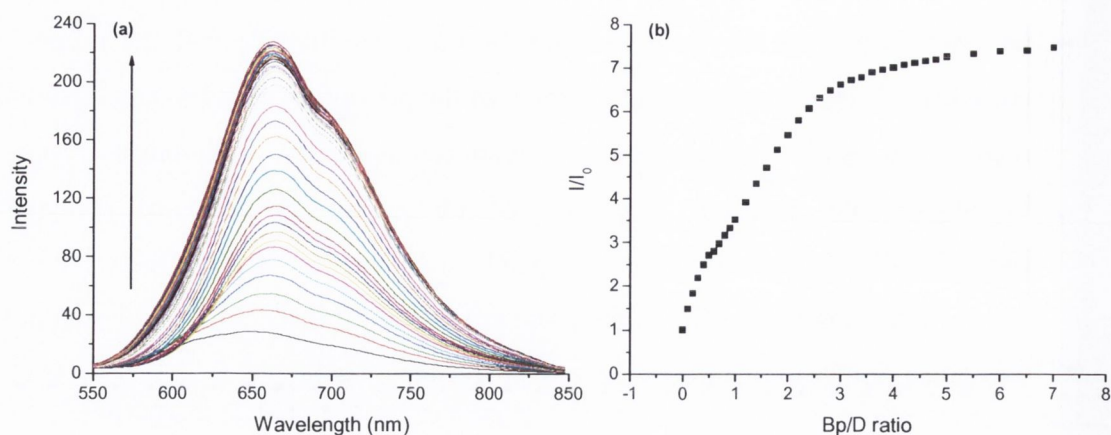 (a)
240
200
160
120
80
40
0
Intensity
550 600 650 700 750 800 850
Wavelength (nm)
(b)
8
7
6
5
4
3
2
1
0
I/I₀
-1 0 1 2 3 4 5 6 7 8
Bp/D ratio